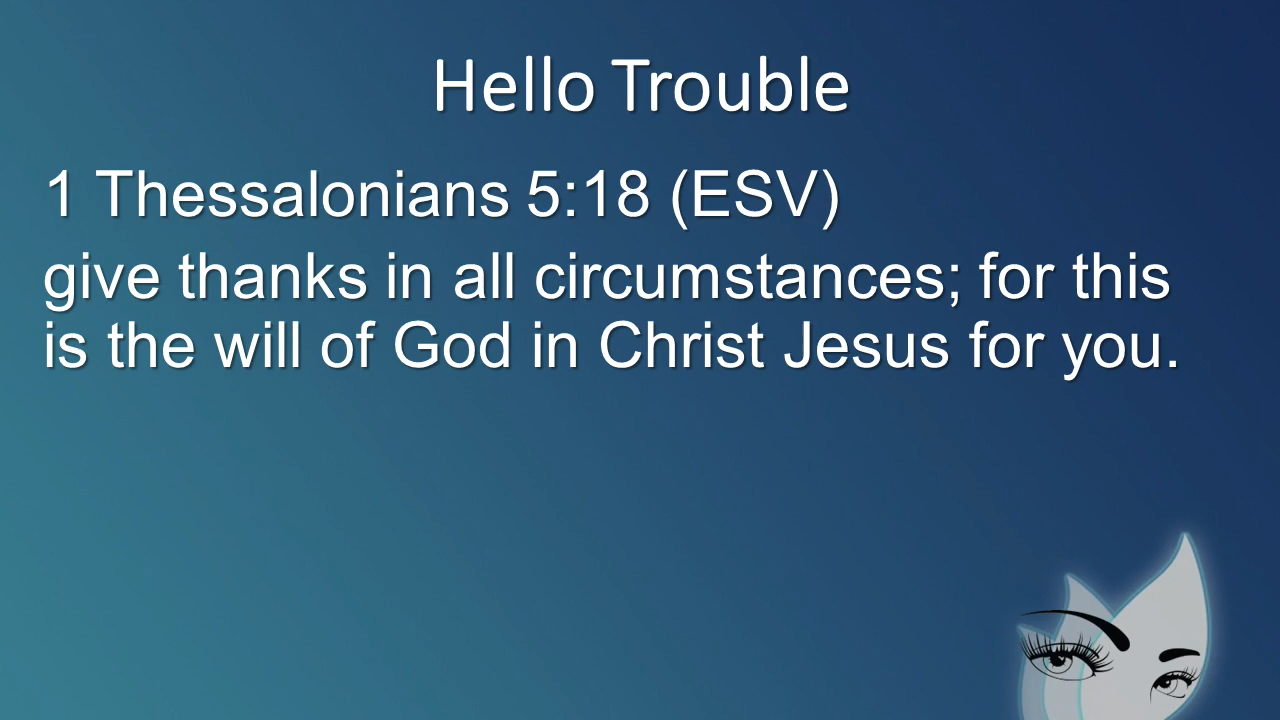 Hello Trouble
1 Thessalonians 5:18 (ESV)
give thanks in all circumstances; for this
is the will of God in Christ Jesus for you.